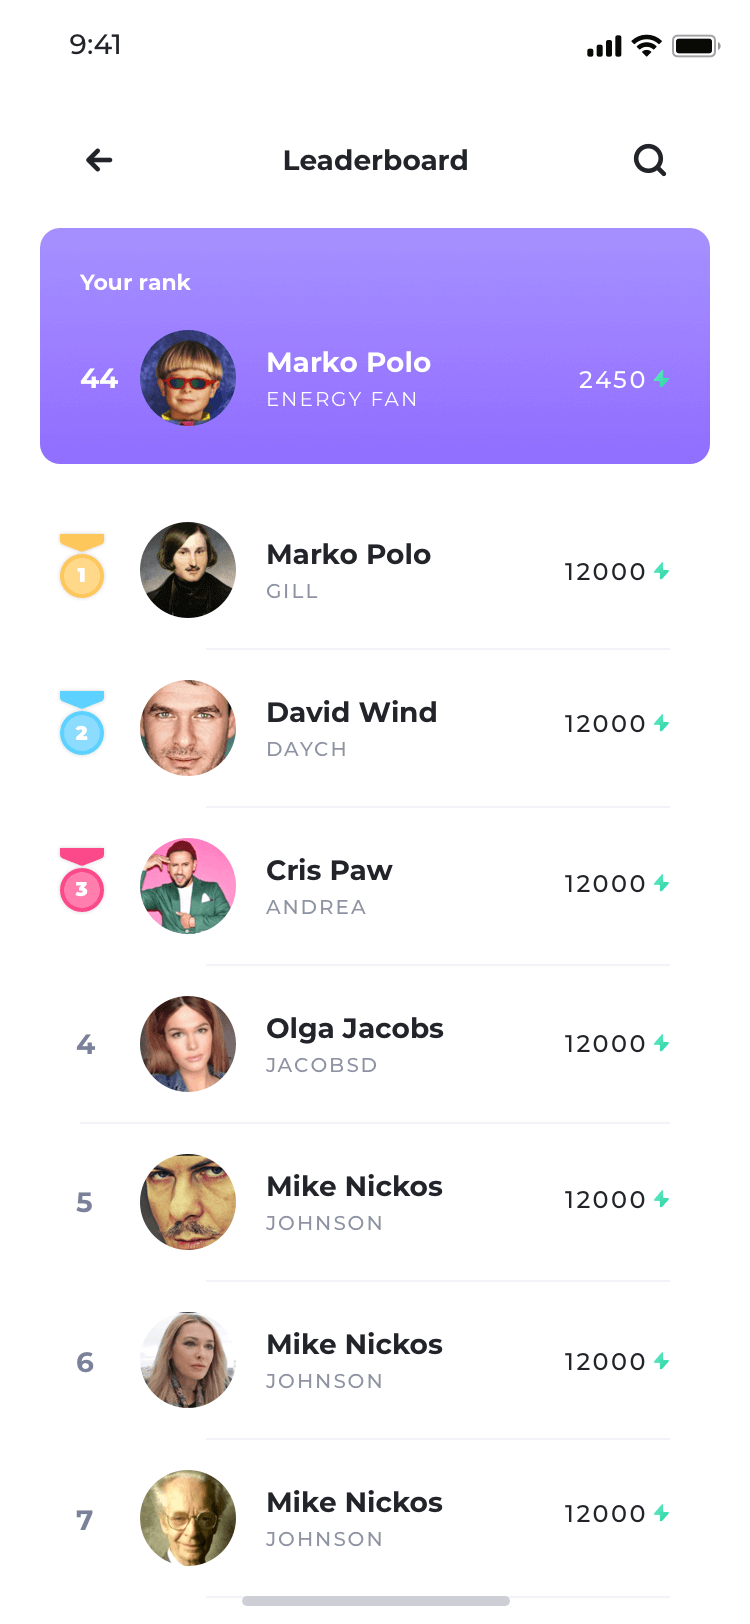 9:41
Leaderboard
Your rank
44 Marko Polo 2450
ENERGY FAN
1 Marko Polo 12000
GILL
2 David Wind 12000
DAYCH
3 Cris Paw 12000
ANDREA
4 Olga Jacobs 12000
JACOBSD
5 Mike Nickos 12000
JOHNSON
6 Mike Nickos 12000
JOHNSON
7 Mike Nickos 12000
JOHNSON